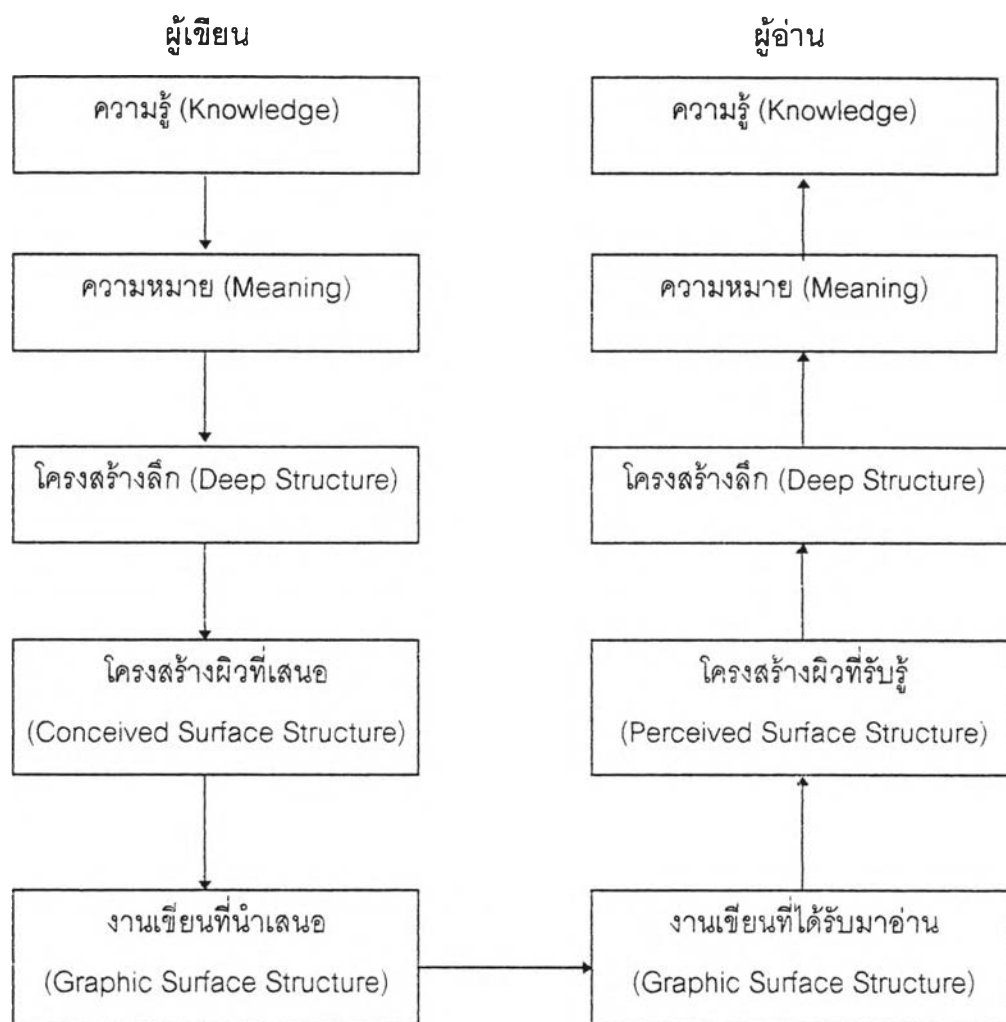 ผู้เขียน
ความรู้ (Knowledge)
ความหมาย (Meaning)
โครงสร้างลึก (Deep Structure)
โครงสร้างผิวที่เสนอ
(Conceived Surface Structure)
งานเขียนที่นำเสนอ
(Graphic Surface Structure)
ผู้อ่าน
ความรู้ (Knowledge)
ความหมาย (Meaning)
โครงสร้างลึก (Deep Structure)
โครงสร้างผิวที่รับรู้
(Perceived Surface Structure)
งานเขียนที่ได้รับมาอ่าน
(Graphic Surface Structure)